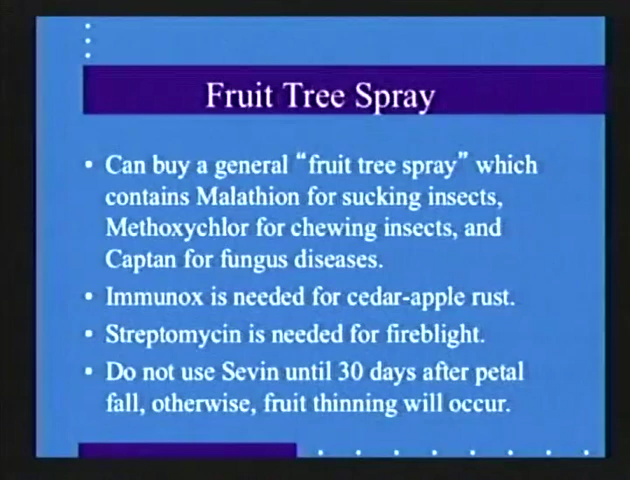 Fruit Tree Spray
• Can buy a general “fruit tree spray” which
contains Malathion for sucking insects,
Methoxychlor for chewing insects, and
Captan for fungus diseases.
• Immunox is needed for cedar-apple rust.
• Streptomycin is needed for fireblight.
• Do not use Sevin until 30 days after petal
fall, otherwise, fruit thinning will occur.